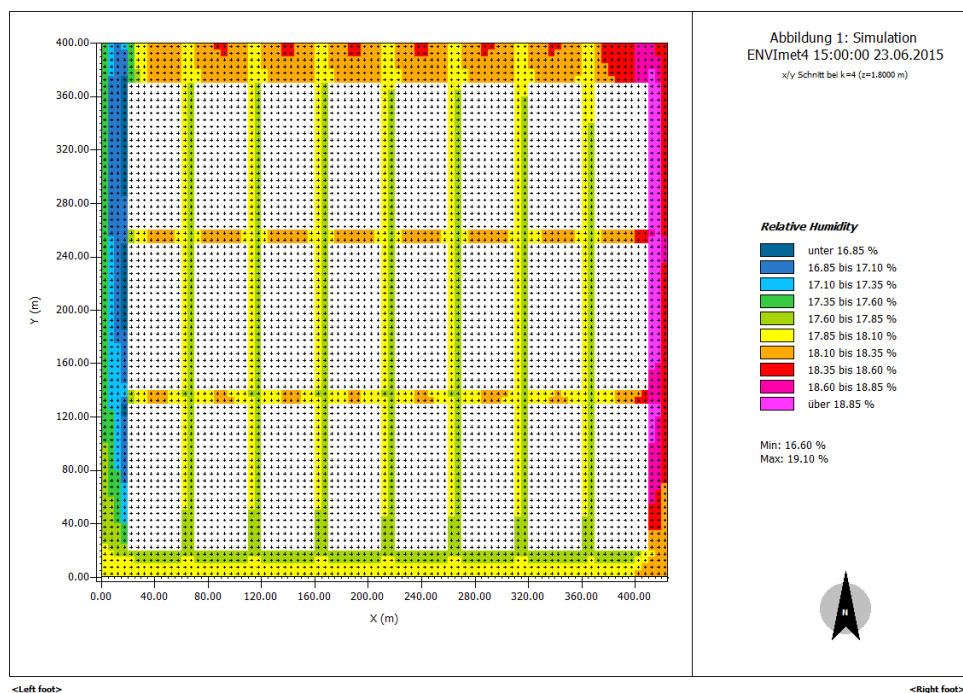 Abbildung 1: Simulation
ENVImet4 15:00:00 23.06.2015
x/y Schnitt bei k=4 (z=1.8000 m)
400.00
360.00
320.00
280.00
240.00
200.00
160.00
120.00
80.00
40.00
0.00
Y (m)
0.00 40.00 80.00 120.00 160.00 200.00 240.00 280.00 320.00 360.00 400.00
X (m)
Relative Humidity
unter 16.85 %
16.85 bis 17.10 %
17.10 bis 17.35 %
17.35 bis 17.60 %
17.60 bis 17.85 %
17.85 bis 18.10 %
18.10 bis 18.35 %
18.35 bis 18.60 %
18.60 bis 18.85 %
über 18.85 %
Min: 16.60 %
Max: 19.10 %
N
<Left foot> <Right foot>